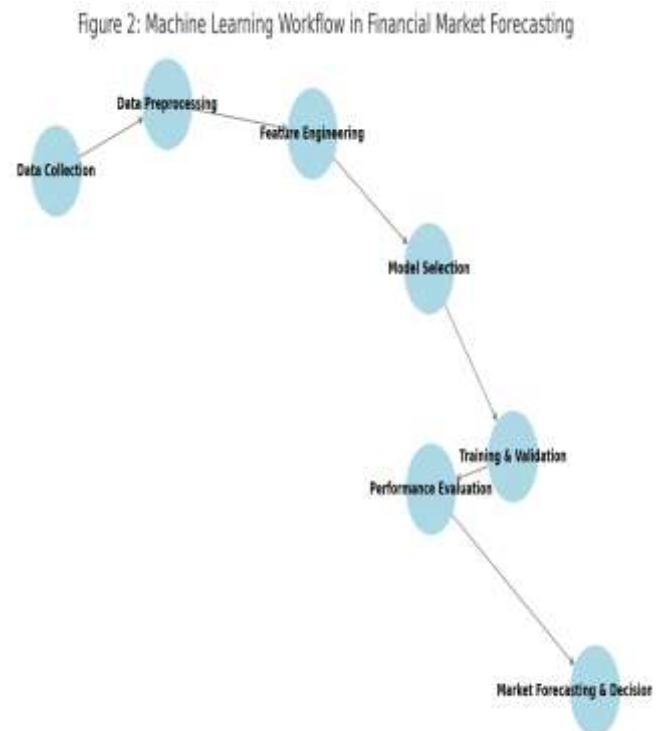 Figure 2: Machine Learning Workflow in Financial Market Forecasting
Data Preprocessing
Feature Engineering
Data Collection
Model Selection
Training & Validation
Performance Evaluation
Market Forecasting & Decision